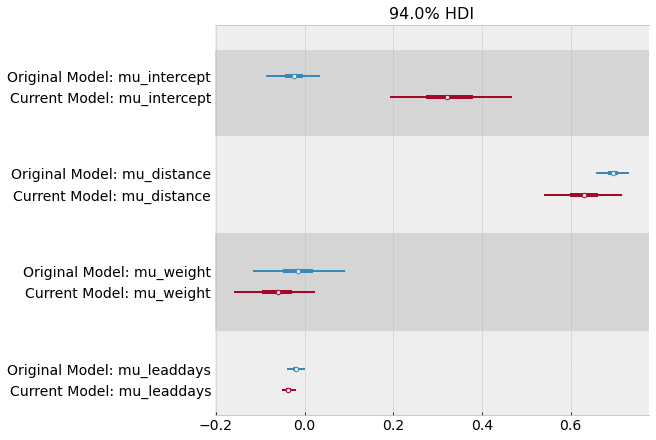 94.0% HDI
Original Model: mu_intercept
Current Model: mu_intercept
Original Model: mu_distance
Current Model: mu_distance
Original Model: mu_weight
Current Model: mu_weight
Original Model: mu_leaddays
Current Model: mu_leaddays
−0.2 0.0 0.2 0.4 0.6